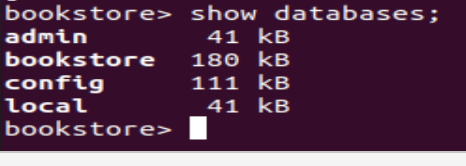 bookstore> show databases;
admin 41 kB
bookstore 180 kB
config 111 kB
local 41 kB
bookstore>